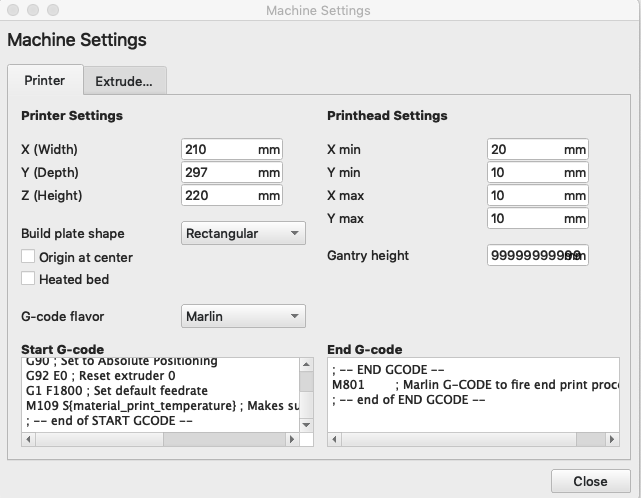 Machine Settings
Machine Settings
Printer
Extrude...
Printer Settings
X (Width) 210 mm
Y (Depth) 297 mm
Z (Height) 220 mm
Build plate shape Rectangular
Origin at center
Heated bed
G-code flavor Marlin
Printhead Settings
X min 20 mm
Y min 10 mm
X max 10 mm
Y max 10 mm
Gantry height 99999999999 mm
Start G-code
G90 ; Set to Absolute Positioning
G92 E0 ; Reset extruder 0
G1 F1800 ; Set default feedrate
M109 S{material_print_temperature} ; Makes su
; -- end of START GCODE --
End G-code
; -- END GCODE --
M801 ; Marlin G-CODE to fire end print proce
; -- end of END GCODE --
Close